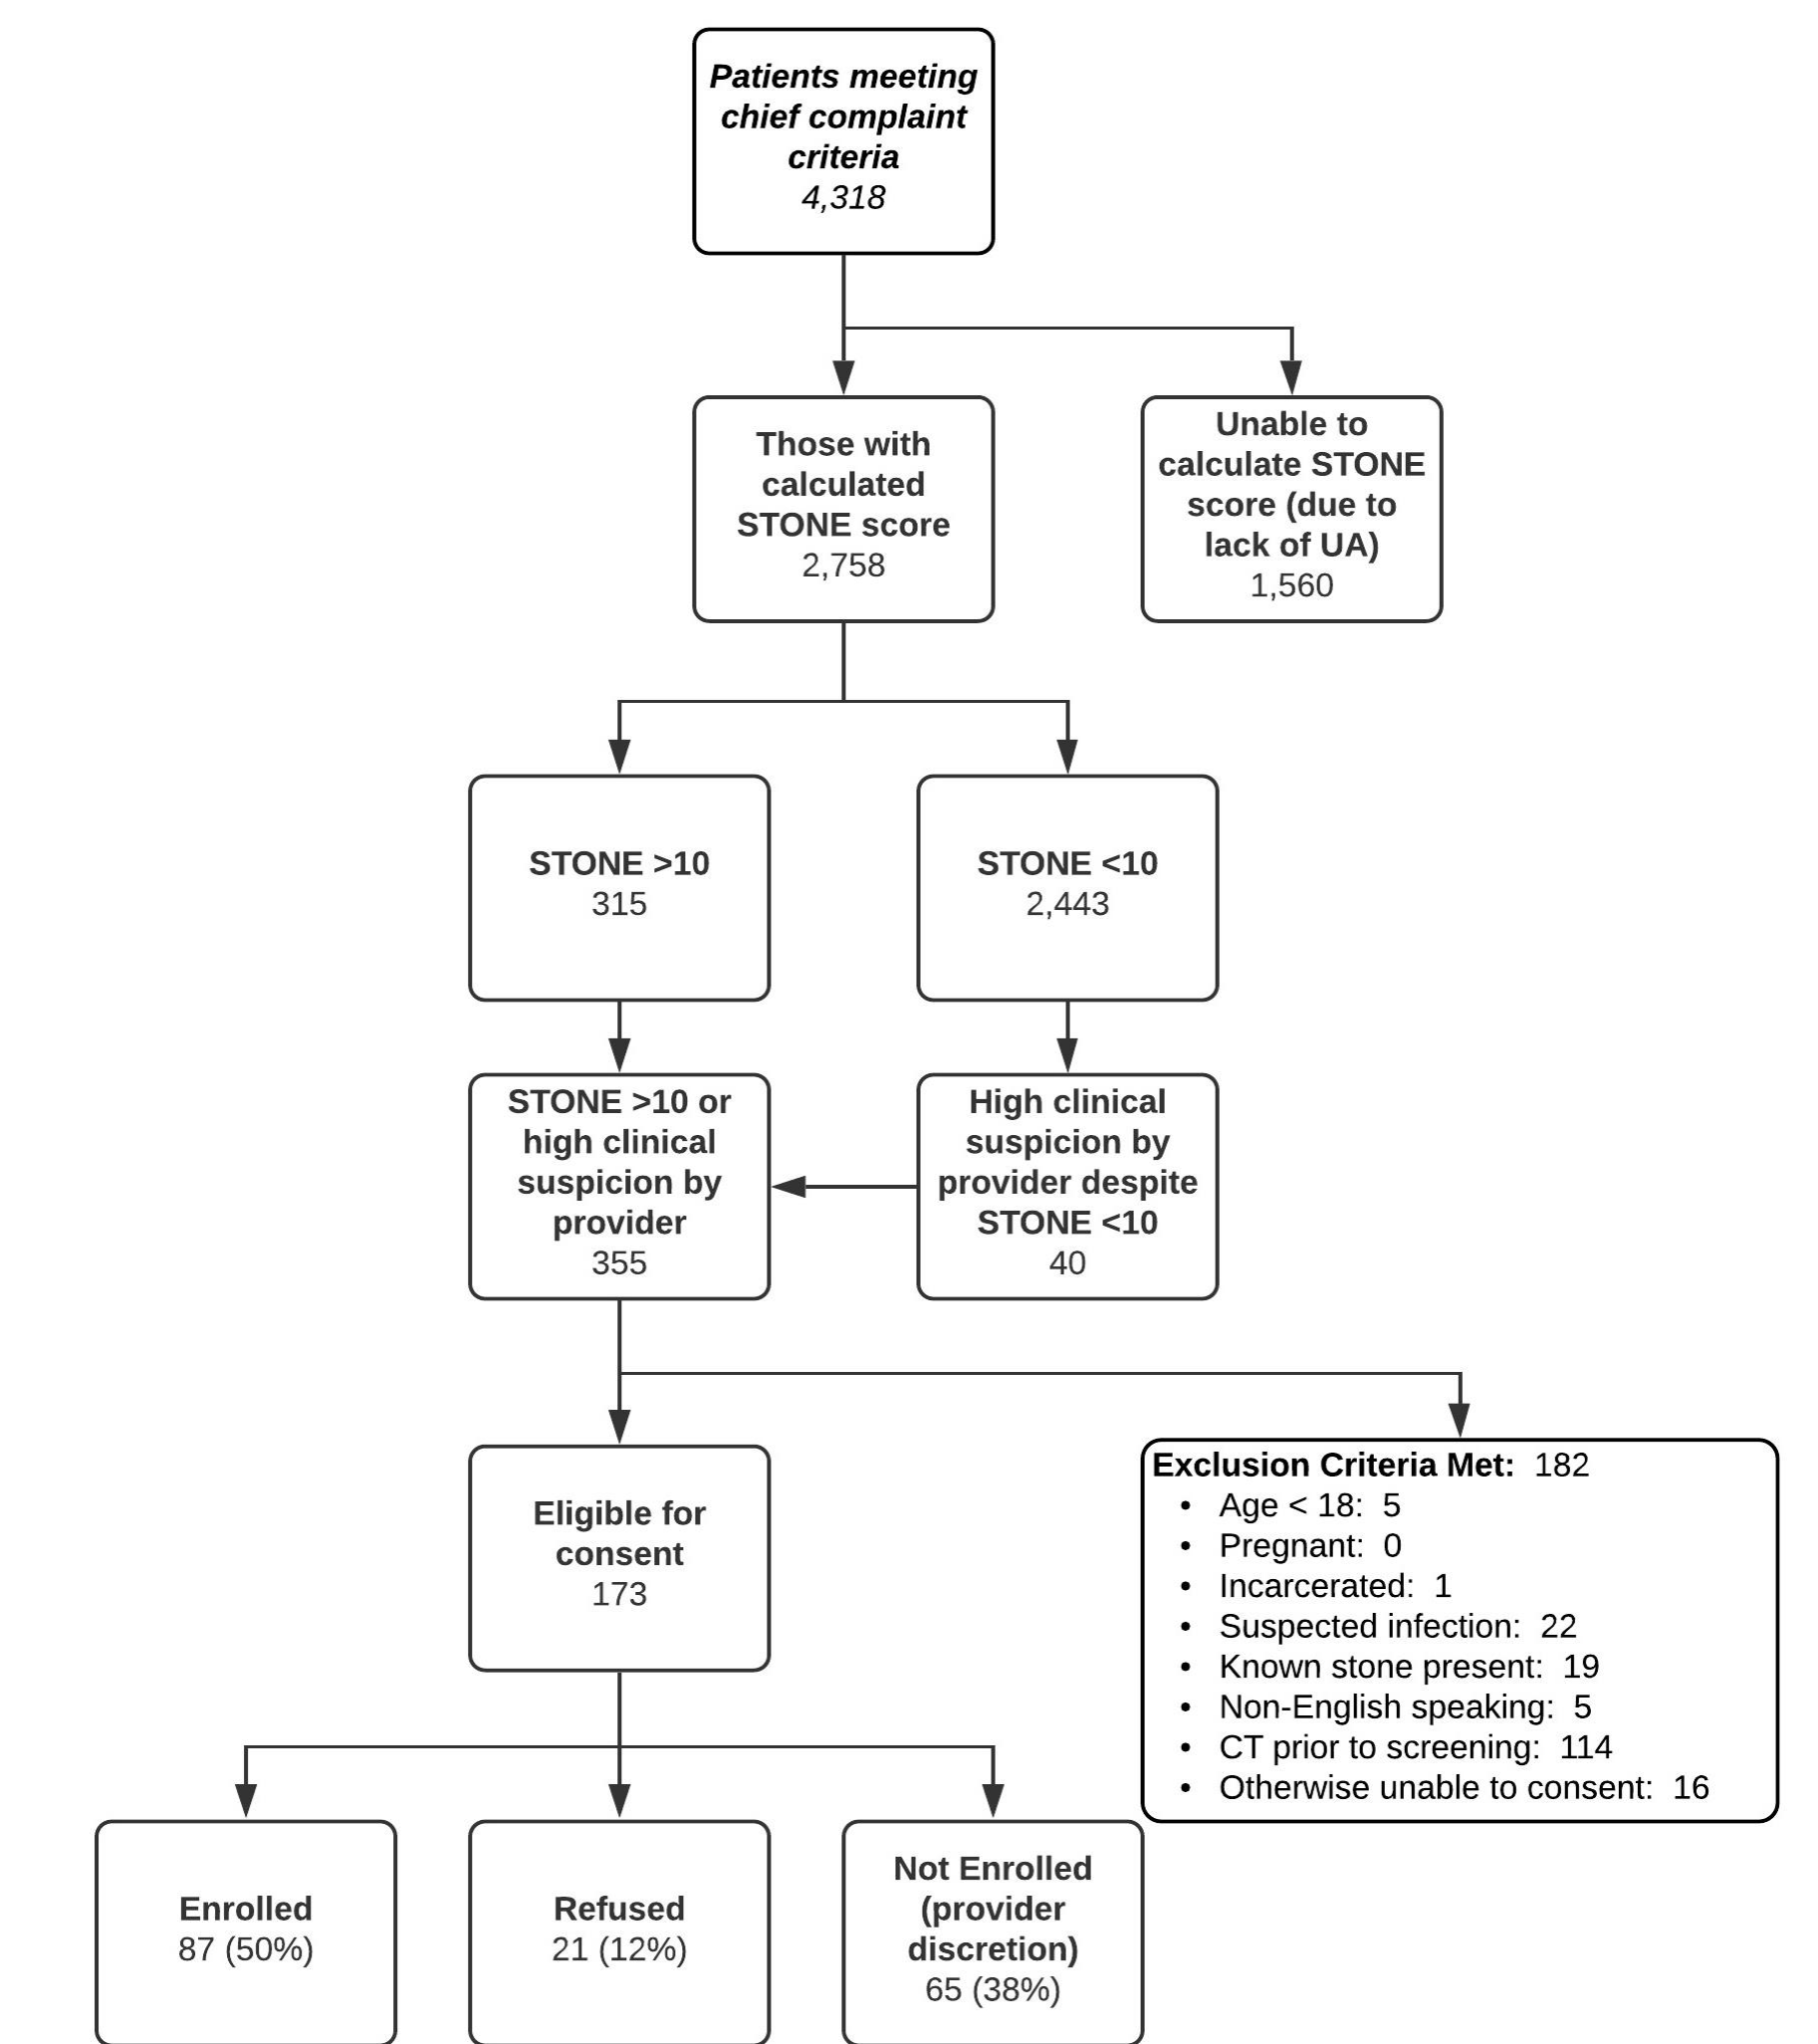 Patients meeting
chief complaint
criteria
4,318
Those with
calculated
STONE score
2,758
Unable to
calculate STONE
score (due to
lack of UA)
1,560
STONE >10
315
STONE <10
2,443
STONE >10 or
high clinical
suspicion by
provider
355
High clinical
suspicion by
provider despite
STONE <10
40
Eligible for
consent
173
Exclusion Criteria Met: 182
• Age < 18: 5
• Pregnant: 0
• Incarcerated: 1
• Suspected infection: 22
• Known stone present: 19
• Non-English speaking: 5
• CT prior to screening: 114
• Otherwise unable to consent: 16
Enrolled
87 (50%)
Refused
21 (12%)
Not Enrolled
(provider
discretion)
65 (38%)